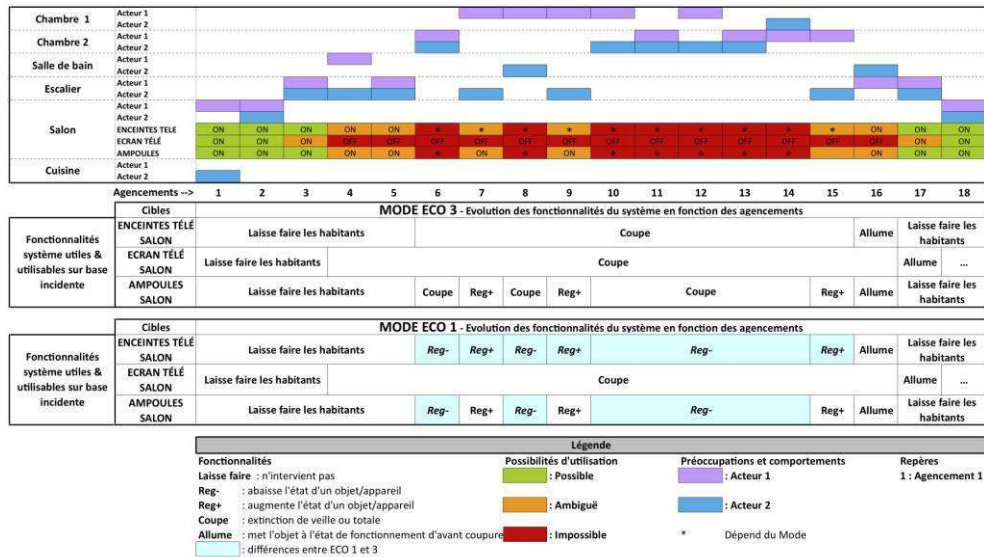 Chambre 1 Acteur 1
Acteur 2
Chambre 2 Acteur 1
Acteur 2
Salle de bain Acteur 1
Acteur 2
Escalier Acteur 1
Acteur 2
Salon Acteur 1
Acteur 2
ENCEINTES TELE ON ON ON ON ON * * * * * * * * * * ON ON ON
ECRAN TÉLÉ ON ON ON OFF OFF OFF OFF OFF OFF OFF OFF OFF OFF OFF OFF OFF ON ON
AMPOULES ON ON ON ON ON * ON * ON * * * * * ON ON ON
Cuisine Acteur 1
Acteur 2
Agencements --> 1 2 3 4 5 6 7 8 9 10 11 12 13 14 15 16 17 18
Cibles MODE ECO 3 - Evolution des fonctionnalités du système en fonction des agencements
Fonctionnalités système utiles & utilisables sur base incidente
ENCEINTES TÉLÉ SALON Laisse faire les habitants Coupe Allume Laisse faire les habitants
ECRAN TÉLÉ SALON Laisse faire les habitants Coupe Allume ...
AMPOULES SALON Laisse faire les habitants Coupe Reg+ Coupe Reg+ Coupe Reg+ Allume Laisse faire les habitants
Cibles MODE ECO 1 - Evolution des fonctionnalités du système en fonction des agencements
Fonctionnalités système utiles & utilisables sur base incidente
ENCEINTES TÉLÉ SALON Laisse faire les habitants Reg- Reg+ Reg- Reg+ Reg- Reg+ Allume Laisse faire les habitants
ECRAN TÉLÉ SALON Laisse faire les habitants Coupe Allume ...
AMPOULES SALON Laisse faire les habitants Reg- Reg+ Reg- Reg+ Reg- Reg+ Allume Laisse faire les habitants
Légende
Fonctionnalités Possibilités d'utilisation Préoccupations et comportements Repères
Laisse faire : n'intervient pas : Possible : Acteur 1 1 : Agencement 1
Reg- : abaisse l'état d'un objet/appareil
Reg+ : augmente l'état d'un objet/appareil : Ambiguë : Acteur 2
Coupe : extinction de veille ou totale
Allume : met l'objet à l'état de fonctionnement d'avant coupure : Impossible * Dépend du Mode
: différences entre ECO 1 et 3